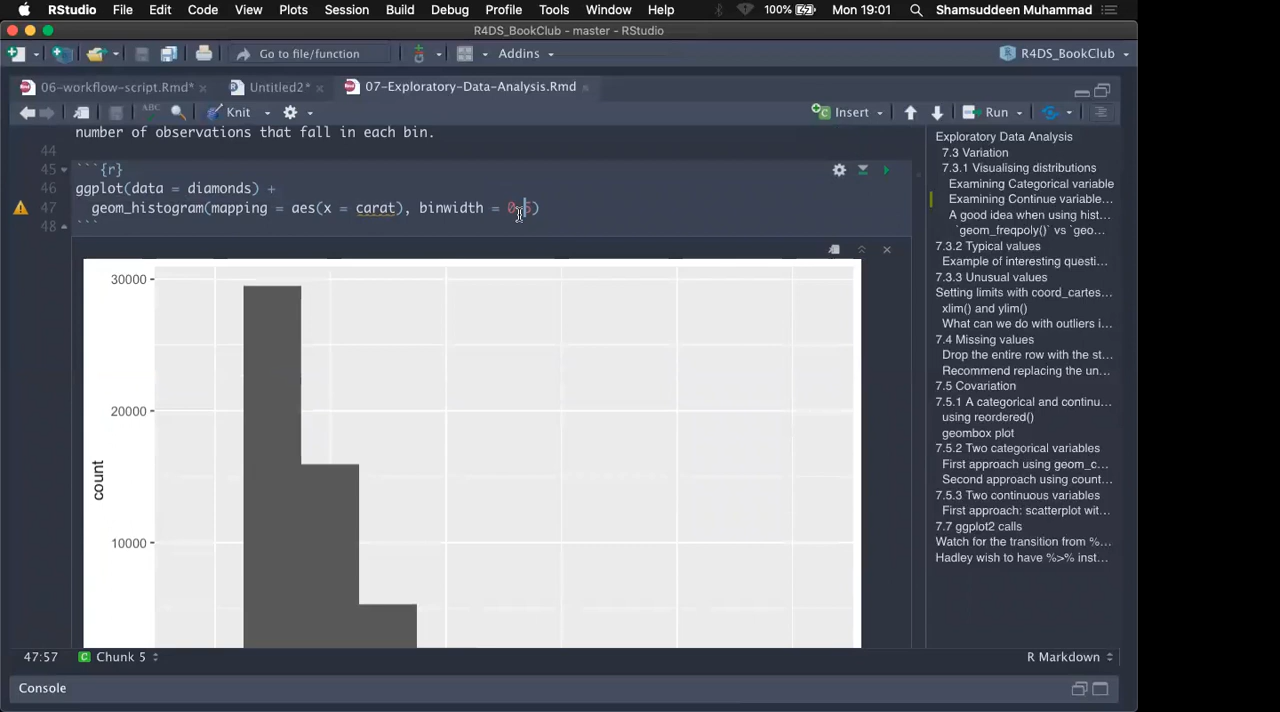 RStudio File Edit Code View Plots Session Build Debug Profile Tools Window Help 100% Mon 19:01 Shamsuddeen Muhammad
R4DS_BookClub - master - RStudio
Go to file/function Addins R4DS_BookClub
06-workflow-script.Rmd* Untitled2* 07-Exploratory-Data-Analysis.Rmd
ABC Knit Insert Run
number of observations that fall in each bin.
44
45 ```{r}
46 ggplot(data = diamonds) +
47 geom_histogram(mapping = aes(x = carat), binwidth = 0.5)
48 ```
30000
20000
10000
count
Exploratory Data Analysis
7.3 Variation
7.3.1 Visualising distributions
Examining Categorical variable
Examining Continue variable...
A good idea when using hist...
`geom_freqpoly()` vs `geo...
7.3.2 Typical values
Example of interesting questi...
7.3.3 Unusual values
Setting limits with coord_cartes...
xlim() and ylim()
What can we do with outliers i...
7.4 Missing values
Drop the entire row with the st...
Recommend replacing the un...
7.5 Covariation
7.5.1 A categorical and continu...
using reordered()
geombox plot
7.5.2 Two categorical variables
First approach using geom_c...
Second approach using count...
7.5.3 Two continuous variables
First approach: scatterplot wit...
7.7 ggplot2 calls
Watch for the transition from %...
Hadley wish to have %>% inst...
47:57 C Chunk 5 R Markdown
Console